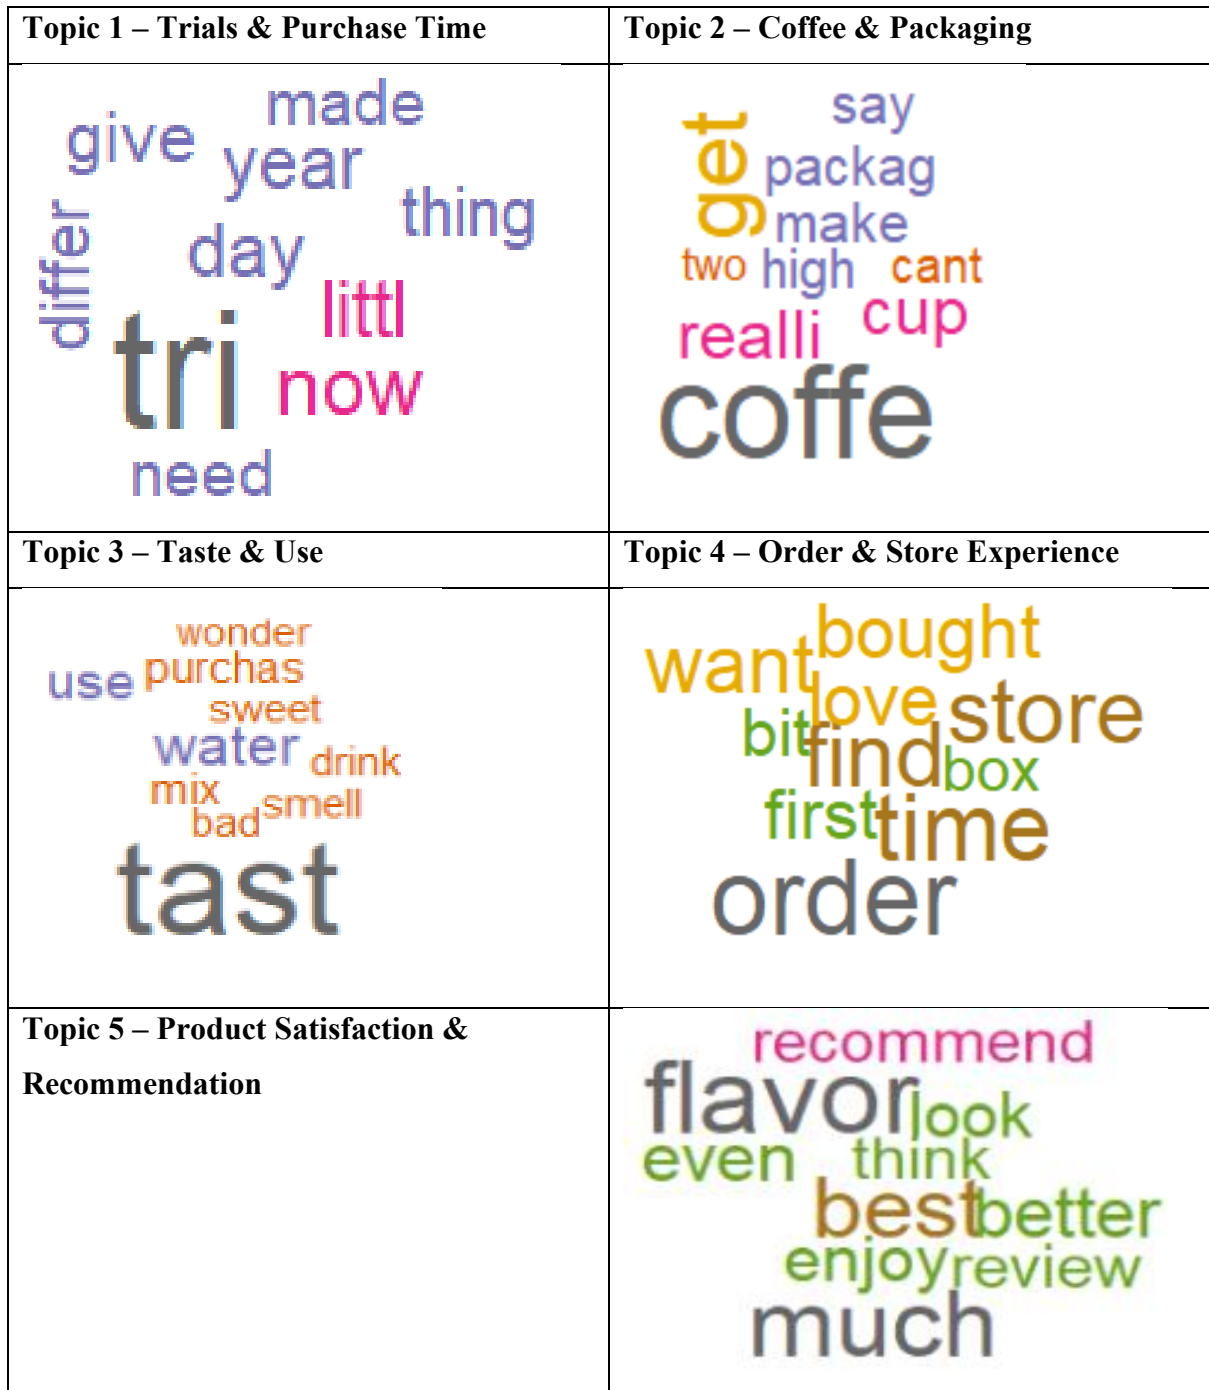 Topic 1 – Trials & Purchase Time
made
give
year
thing
differ
day
littl
tri
now
need
Topic 2 – Coffee & Packaging
say
get
packag
make
two high cant
realli cup
coffe
Topic 3 – Taste & Use
wonder
use purchas
sweet
water drink
mix smell
bad
tast
Topic 4 – Order & Store Experience
bought
want
love store
bit find box
first time
order
Topic 5 – Product Satisfaction &
Recommendation
recommend
flavor look
even think
best better
enjoy review
much